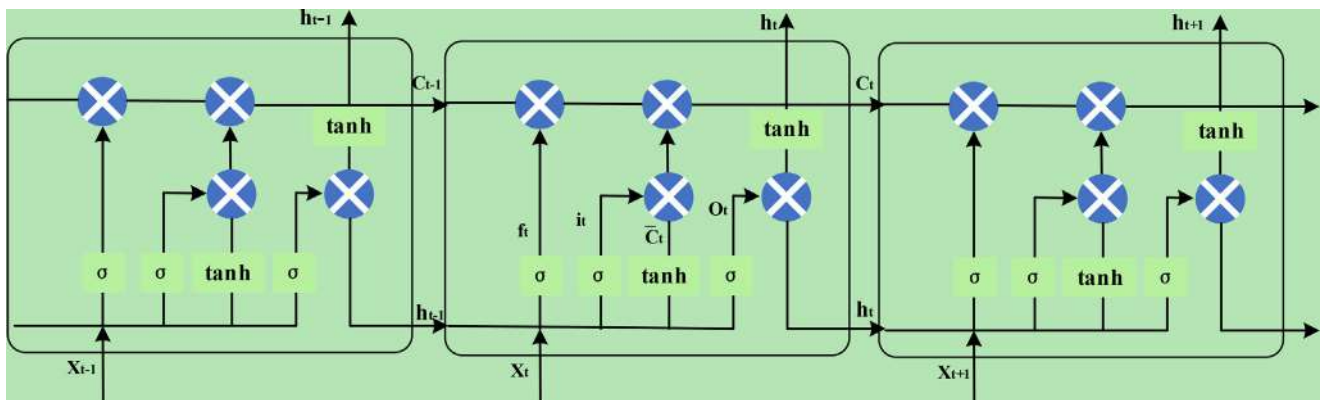 ht-1
ht
ht+1
Ct-1
Ct
tanh
tanh
tanh
ft
it
C̅t
Ot
σ
σ
tanh
σ
σ
σ
tanh
σ
σ
σ
tanh
σ
ht-1
ht
Xt-1
Xt
Xt+1